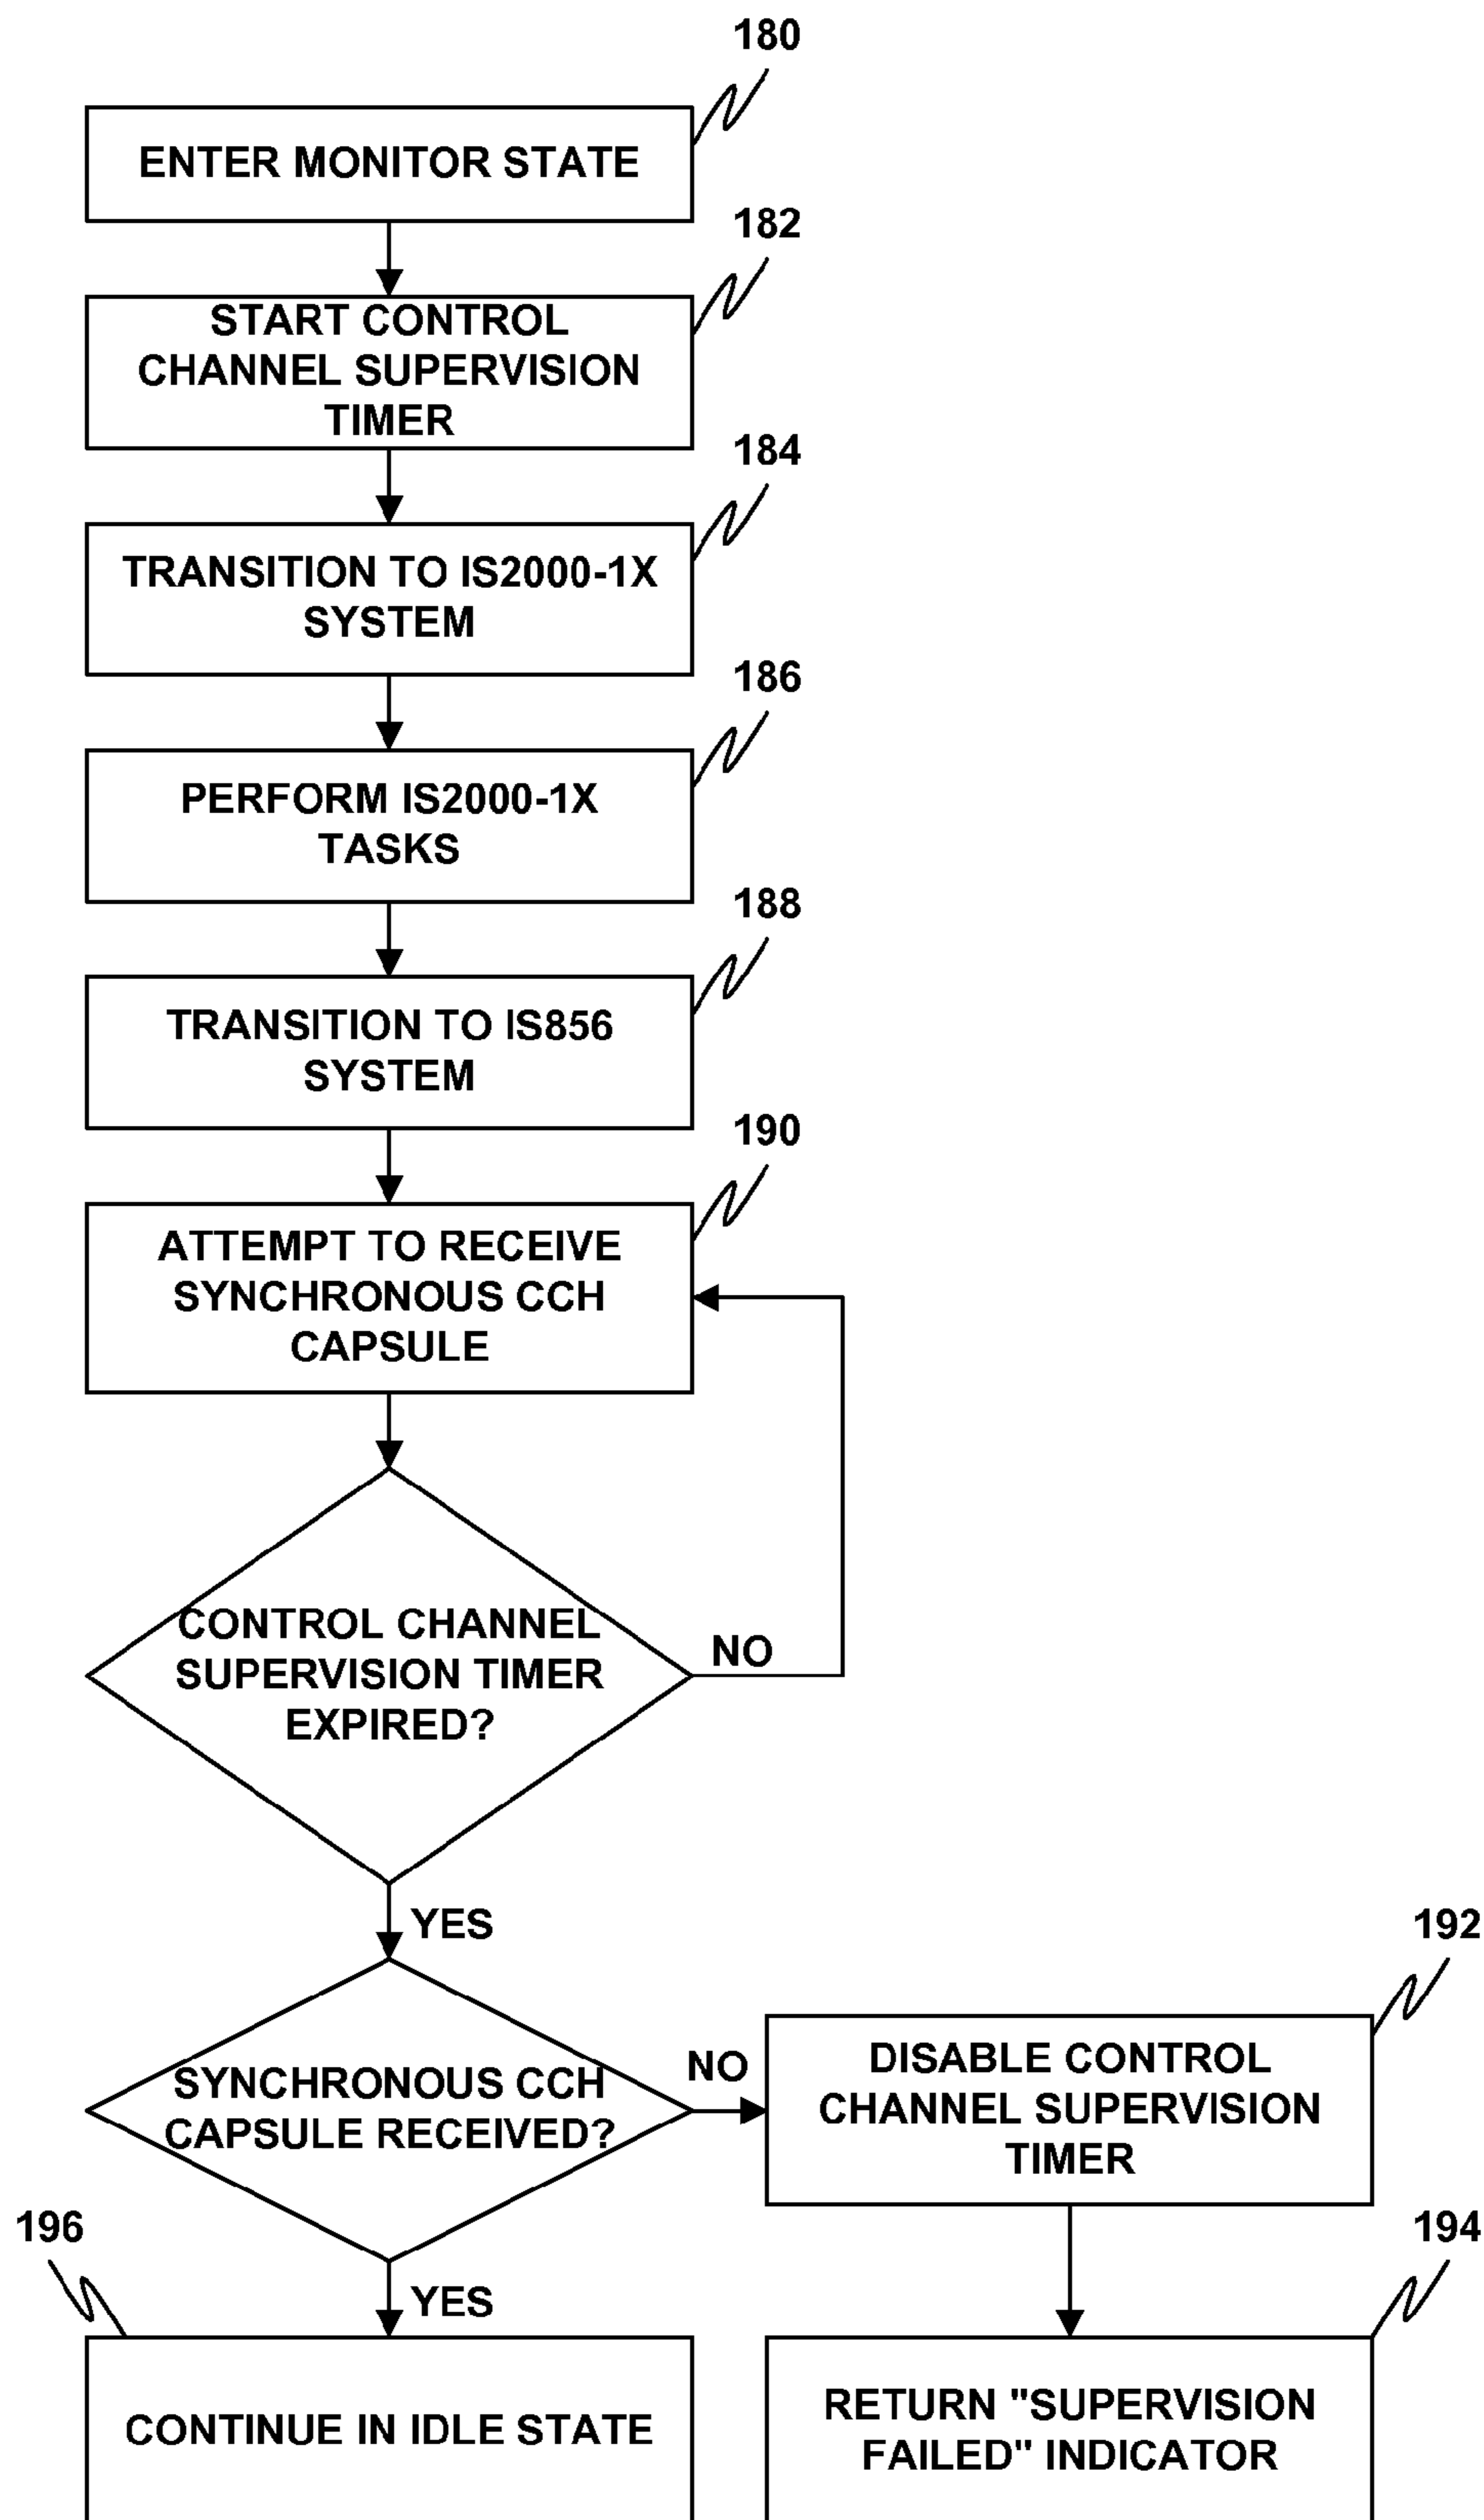 180
ENTER MONITOR STATE
182
START CONTROL
CHANNEL SUPERVISION
TIMER
184
TRANSITION TO IS2000-1X
SYSTEM
186
PERFORM IS2000-1X
TASKS
188
TRANSITION TO IS856
SYSTEM
190
ATTEMPT TO RECEIVE
SYNCHRONOUS CCH
CAPSULE
CONTROL CHANNEL
SUPERVISION TIMER
EXPIRED?
NO
YES
SYNCHRONOUS CCH
CAPSULE RECEIVED?
NO
192
DISABLE CONTROL
CHANNEL SUPERVISION
TIMER
YES
196
CONTINUE IN IDLE STATE
194
RETURN "SUPERVISION
FAILED" INDICATOR